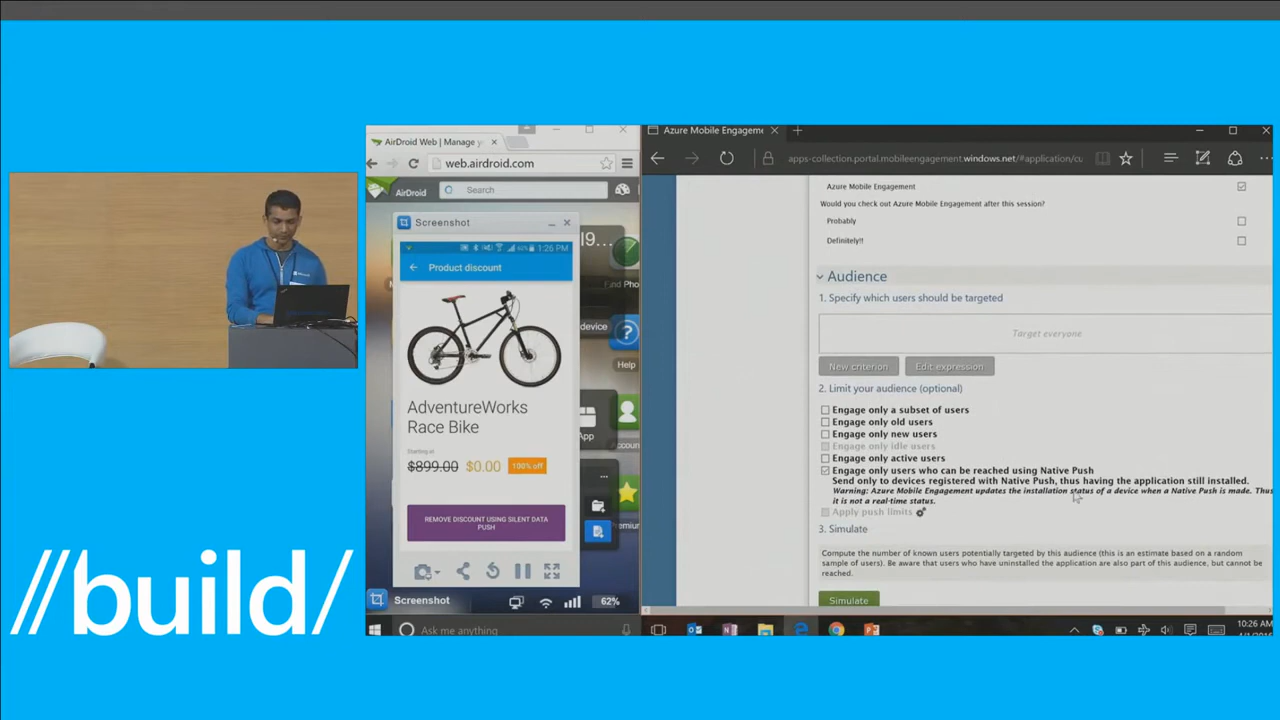 AirDroid Web | Manage y
web.airdroid.com
AirDroid
Search
Screenshot
1:26 PM
Product discount
AdventureWorks
Race Bike
Starting at
$899.00 $0.00 100% off
REMOVE DISCOUNT USING SILENT DATA
PUSH
Find Pho
device
Help
App
Screenshot
62%
Ask me anything
Azure Mobile Engagem
apps-collection.portal.mobileengagement.windows.net/#application/cu
Azure Mobile Engagement
Would you check out Azure Mobile Engagement after this session?
Probably
Definitely!!
Audience
1. Specify which users should be targeted
Target everyone
New criterion
Edit expression
2. Limit your audience (optional)
Engage only a subset of users
Engage only old users
Engage only new users
Engage only idle users
Engage only active users
Engage only users who can be reached using Native Push
Send only to devices registered with Native Push, thus having the application still installed.
Warning: Azure Mobile Engagement updates the installation status of a device when a Native Push is made. Thus
it is not a real-time status.
Apply push limits
3. Simulate
Compute the number of known users potentially targeted by this audience (this is an estimate based on a random
sample of users). Be aware that users who have uninstalled the application are also part of this audience, but cannot be
reached.
Simulate
10:26 AM
//build/